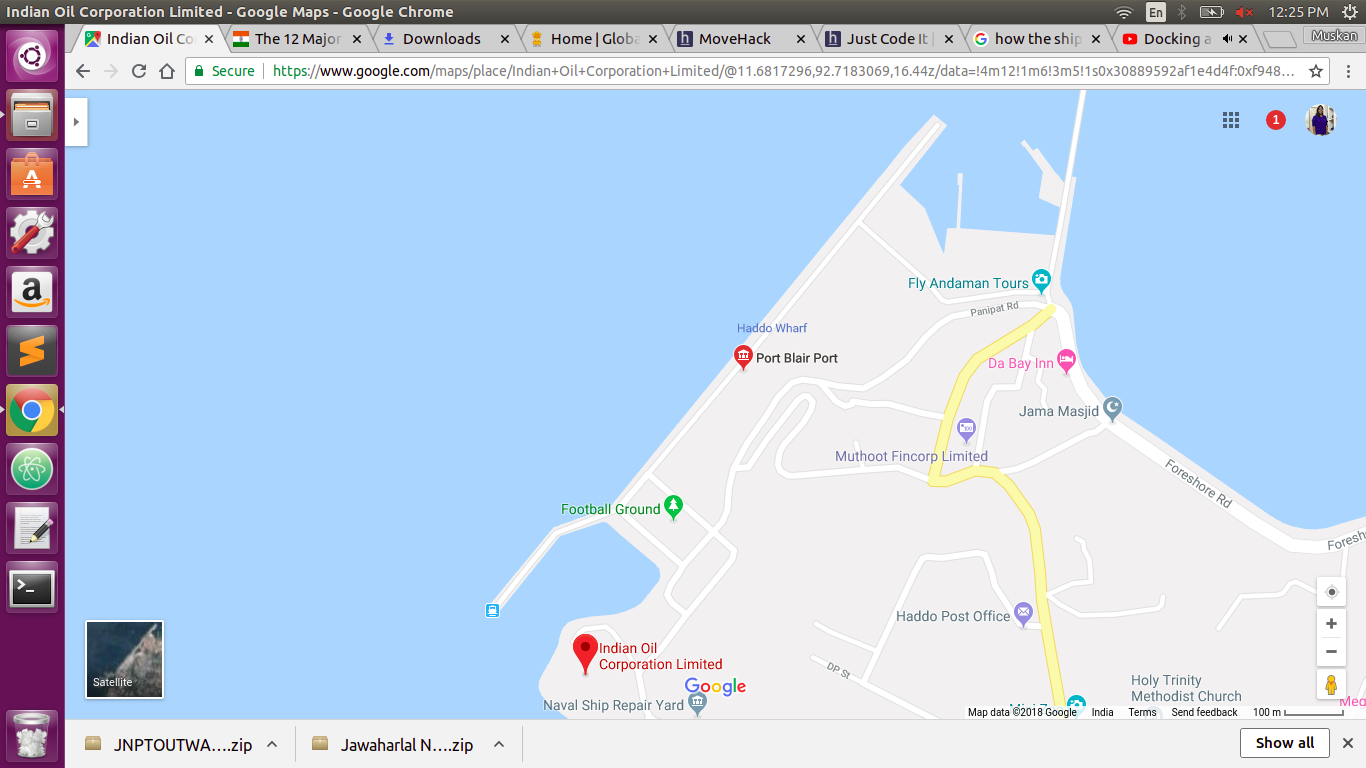 Indian Oil Corporation Limited - Google Maps - Google Chrome
En
12:25 PM
Indian Oil Co
The 12 Major
Downloads
Home | Globa
MoveHack
Just Code It |
how the ship
Docking a
Muskan
Secure
https://www.google.com/maps/place/Indian+Oil+Corporation+Limited/@11.6817296,92.7183069,16.44z/data=!4m12!1m6!3m5!1s0x30889592af1e4d4f:0xf948...
1
Fly Andaman Tours
Panipat Rd
Haddo Wharf
Port Blair Port
Da Bay Inn
Jama Masjid
Muthoot Fincorp Limited
Foreshore Rd
Football Ground
Foresho
Haddo Post Office
Indian Oil
Corporation Limited
DP St
Satellite
Google
Holy Trinity
Methodist Church
Naval Ship Repair Yard
Meg
Map data ©2018 Google
India
Terms
Send feedback
100 m
JNPTOUTWA....zip
Jawaharlal N....zip
Show all